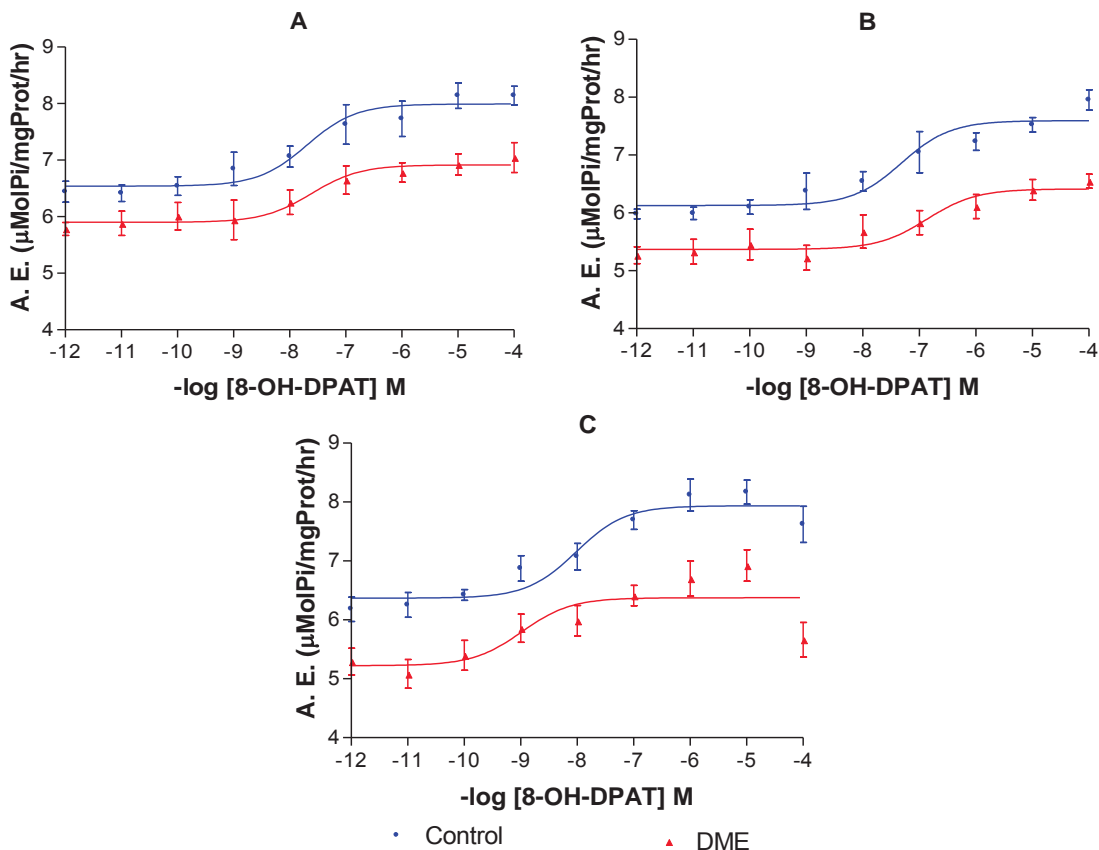 A
9
8
7
6
5
4
-12 -11 -10 -9 -8 -7 -6 -5 -4
A. E. (µMolPi/mgProt/hr)
-log [8-OH-DPAT] M
B
9
8
7
6
5
4
-12 -11 -10 -9 -8 -7 -6 -5 -4
A. E. (µMolPi/mgProt/hr)
-log [8-OH-DPAT] M
C
9
8
7
6
5
4
-12 -11 -10 -9 -8 -7 -6 -5 -4
A. E. (µMolPi/mgProt/hr)
-log [8-OH-DPAT] M
Control DME